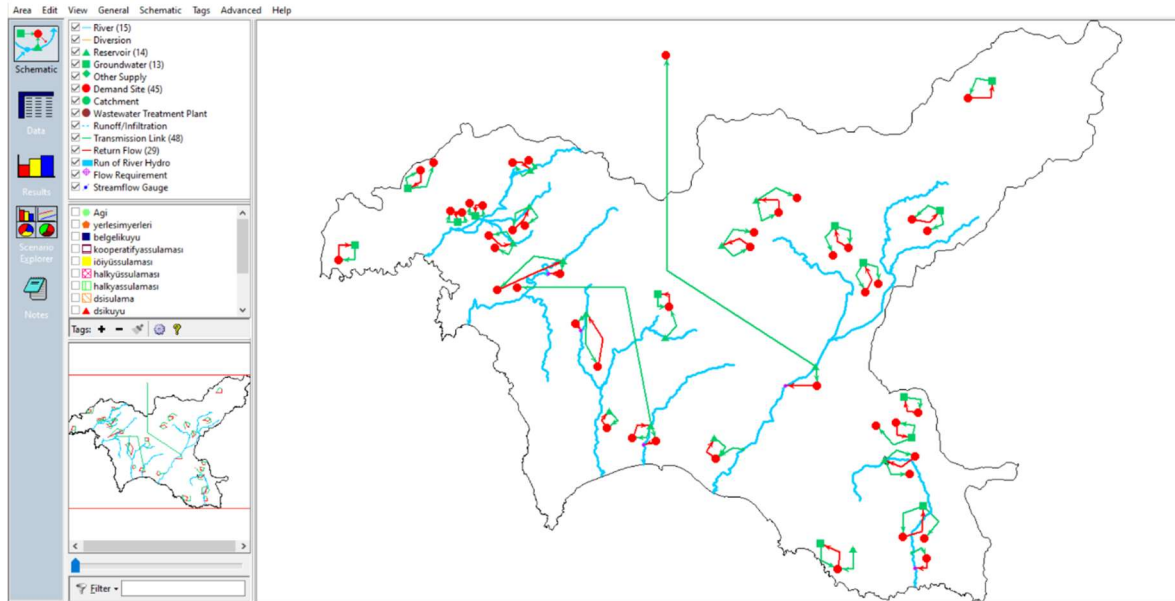 Area Edit View General Schematic Tags Advanced Help
Schematic
Data
Results
Scenario
Explorer
Notes
River (15)
Diversion
Reservoir (14)
Groundwater (13)
Other Supply
Demand Site (45)
Catchment
Wastewater Treatment Plant
Runoff/Infiltration
Transmission Link (48)
Return Flow (29)
Run of River Hydro
Flow Requirement
Streamflow Gauge
Agi
yerlesimyerleri
belgelikuyu
kooperatifyassulaması
iöiyüssulaması
halkyüssulaması
halkyassulaması
dsisulama
dsikuyu
Tags:
Filter